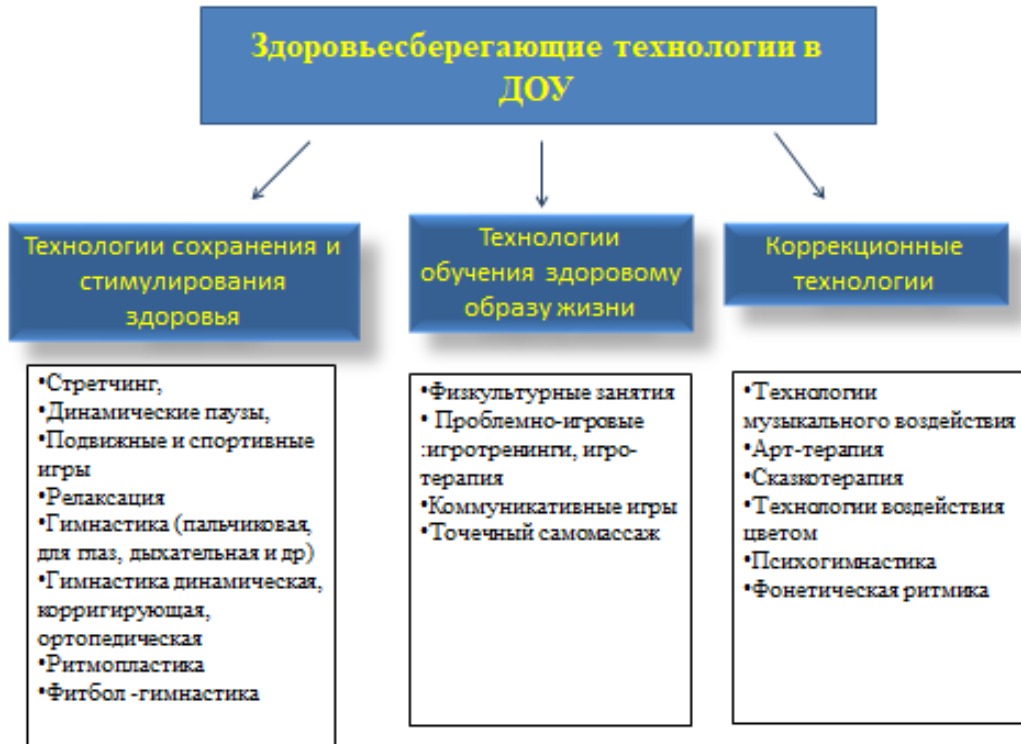 Здоровьесберегающие технологии в
ДОУ
Технологии сохранения и
стимулирования
здоровья
•Стретчинг,
•Динамические паузы,
•Подвижные и спортивные
игры
•Релаксация
•Гимнастика (пальчиковая,
для глаз, дыхательная и др)
•Гимнастика динамическая,
корригирующая,
ортопедическая
•Ритмопластика
•Фитбол -гимнастика
Технологии
обучения здоровому
образу жизни
•Физкультурные занятия
• Проблемно-игровые
:игротренинги, игро-
терапия
•Коммуникативные игры
•Точечный самомассаж
Коррекционные
технологии
•Технологии
музыкального воздействия
•Арт-терапия
•Сказкотерапия
•Технологии воздействия
цветом
•Психогимнастика
•Фонетическая ритмика